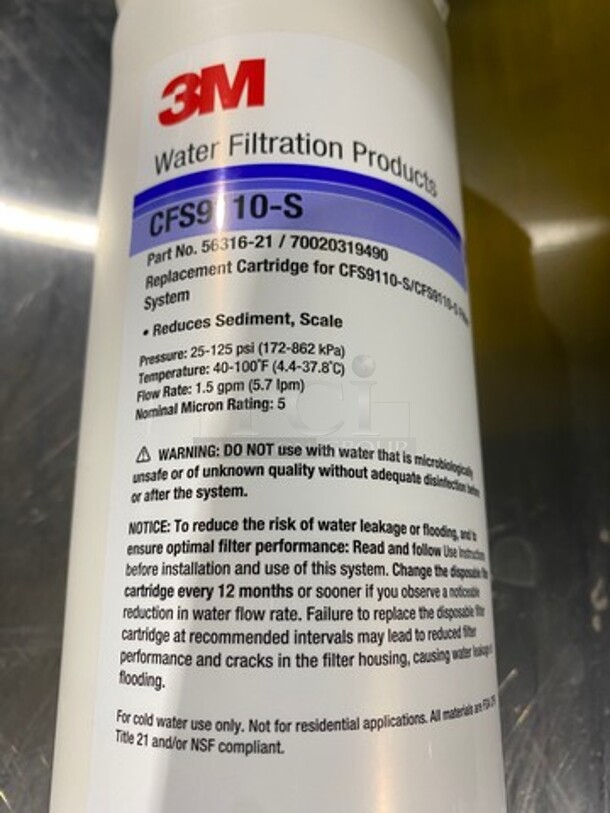 3M
Water Filtration Products
CFS9110-S
Part No. 56316-21 / 70020319490
Replacement Cartridge for CFS9110-S/CFS9110-S
System
• Reduces Sediment, Scale
Pressure: 25-125 psi (172-862 kPa)
Temperature: 40-100°F (4.4-37.8°C)
Flow Rate: 1.5 gpm (5.7 lpm)
Nominal Micron Rating: 5
⚠ WARNING: DO NOT use with water that is microbiologically
unsafe or of unknown quality without adequate disinfection before
or after the system.
NOTICE: To reduce the risk of water leakage or flooding, and to
ensure optimal filter performance: Read and follow Use Instructions
before installation and use of this system. Change the disposable filter
cartridge every 12 months or sooner if you observe a noticeable
reduction in water flow rate. Failure to replace the disposable filter
cartridge at recommended intervals may lead to reduced filter
performance and cracks in the filter housing, causing water leakage or
flooding.
For cold water use only. Not for residential applications. All materials are FDA CFR
Title 21 and/or NSF compliant.